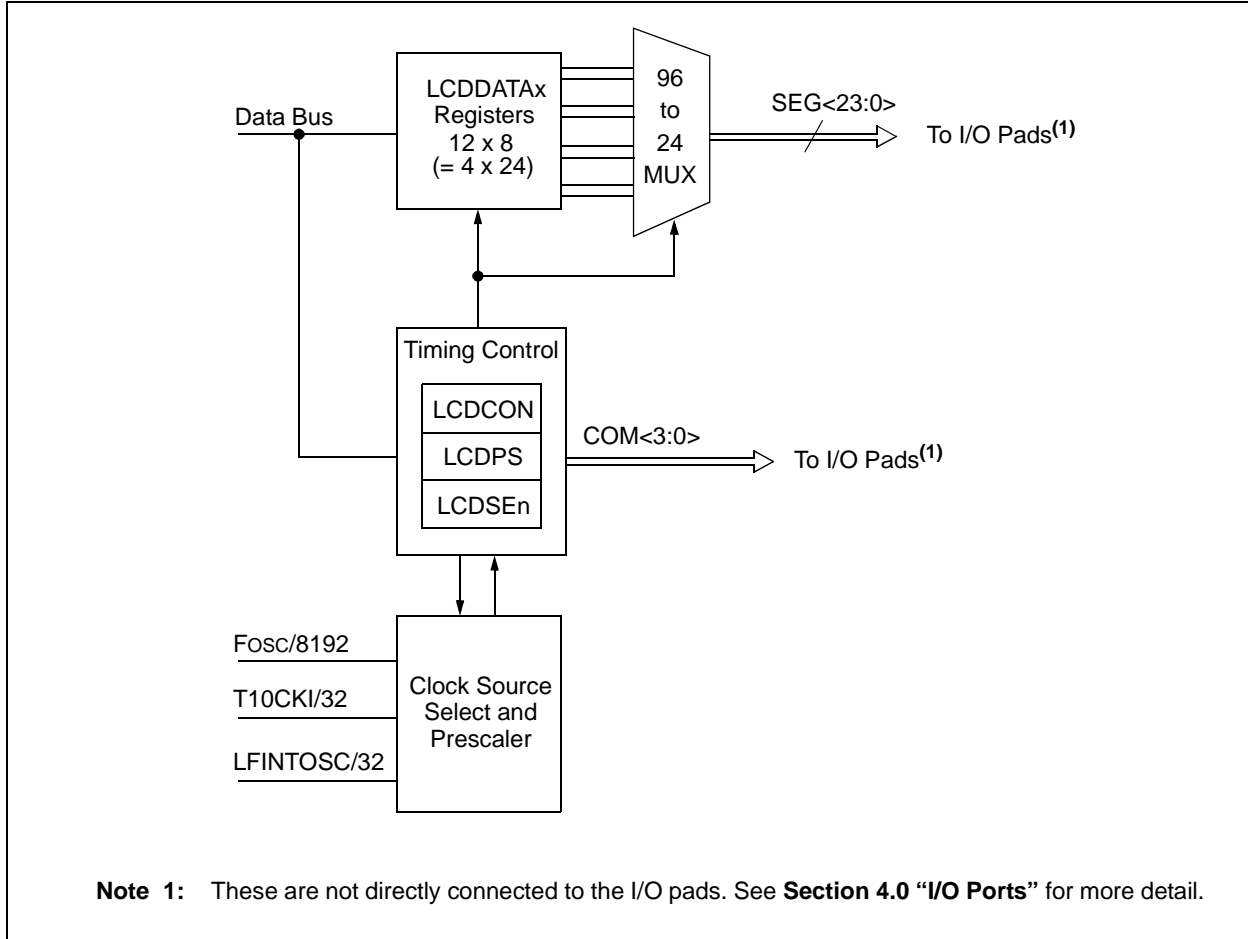 LCDDATAx
Registers
12 x 8
(= 4 x 24)
96
to
24
MUX
Data Bus
SEG<23:0>
To I/O Pads(1)
Timing Control
LCDCON
LCDPS
LCDSEn
COM<3:0>
To I/O Pads(1)
FOSC/8192
T10CKI/32
LFINTOSC/32
Clock Source
Select and
Prescaler
Note 1: These are not directly connected to the I/O pads. See Section 4.0 “I/O Ports” for more detail.